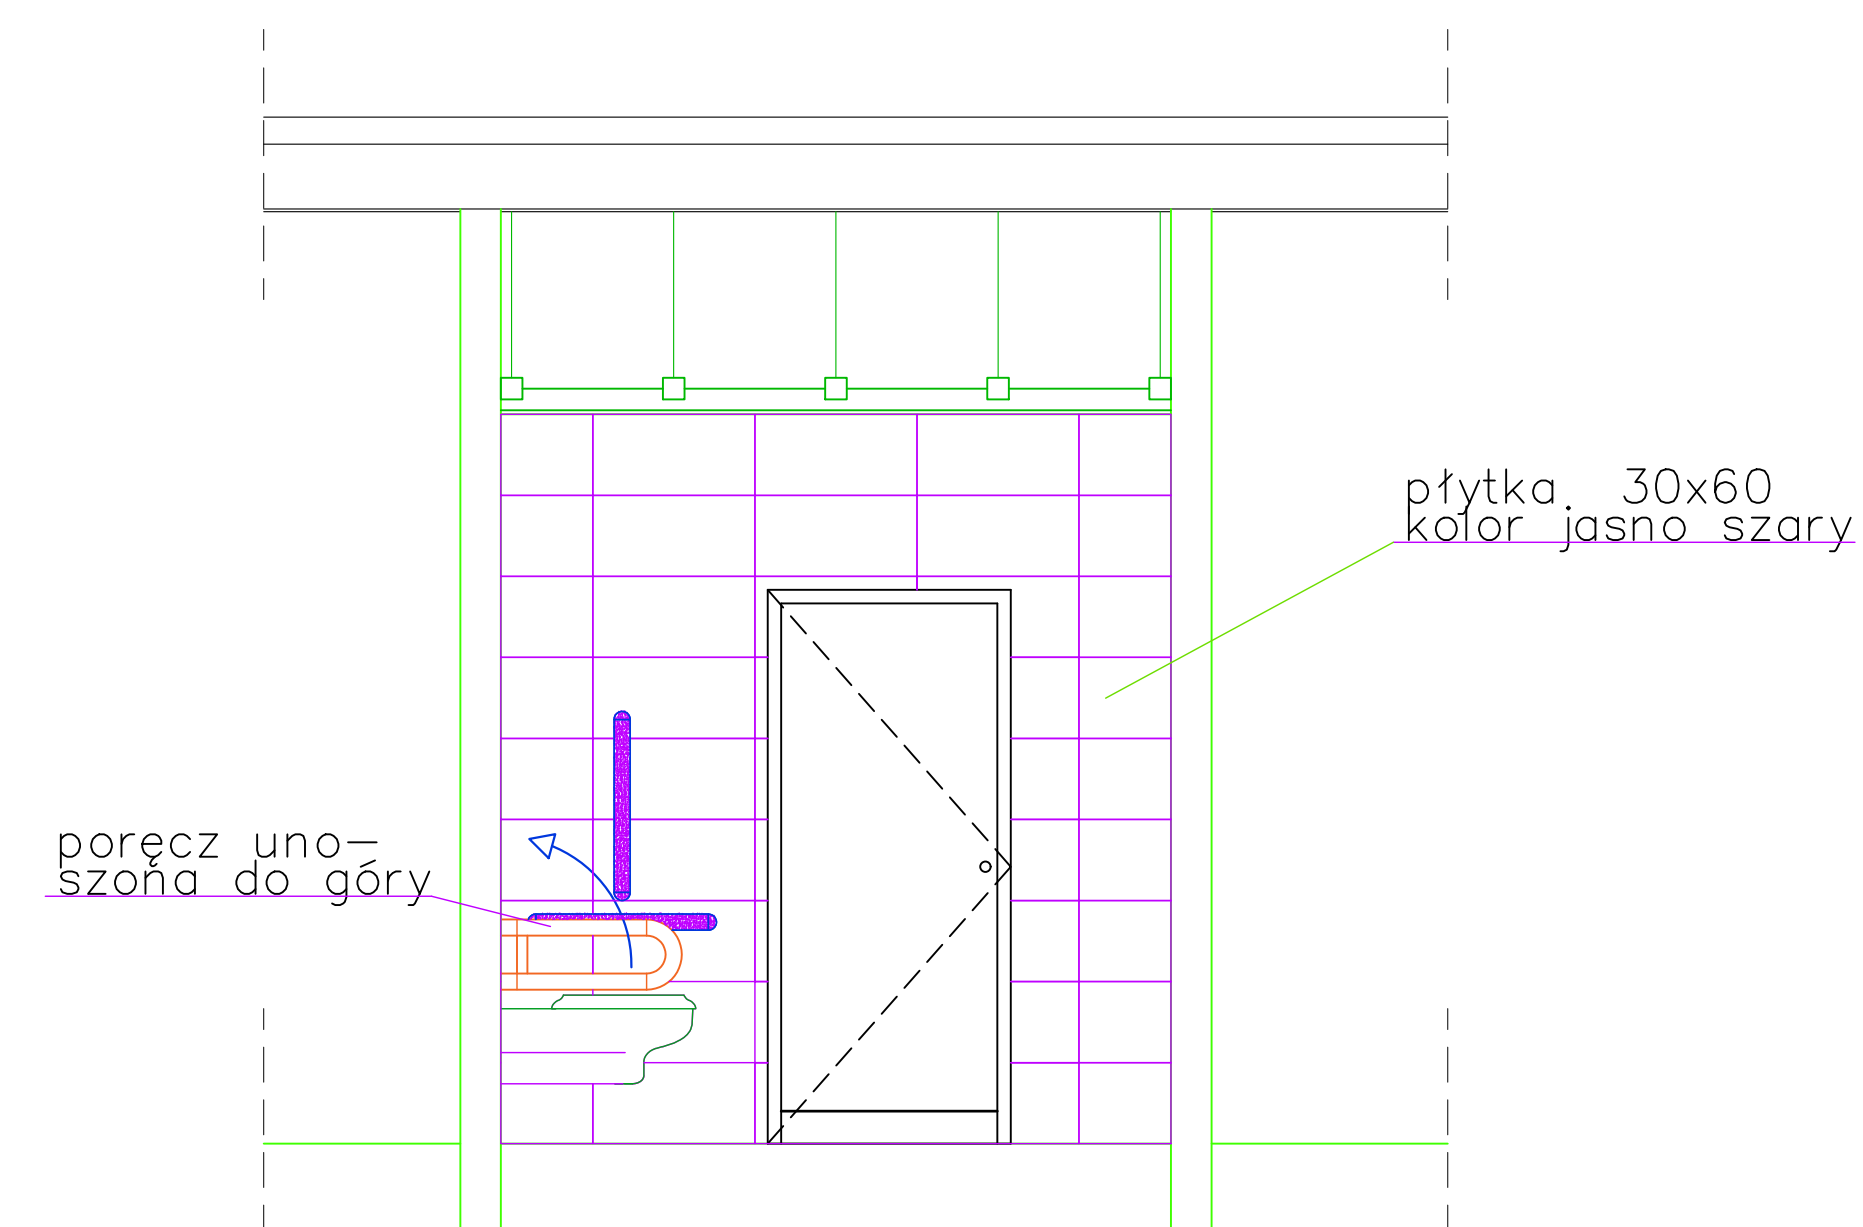 płytka. 30x60
kolor jasno szary
poręcz uno-
szona do góry